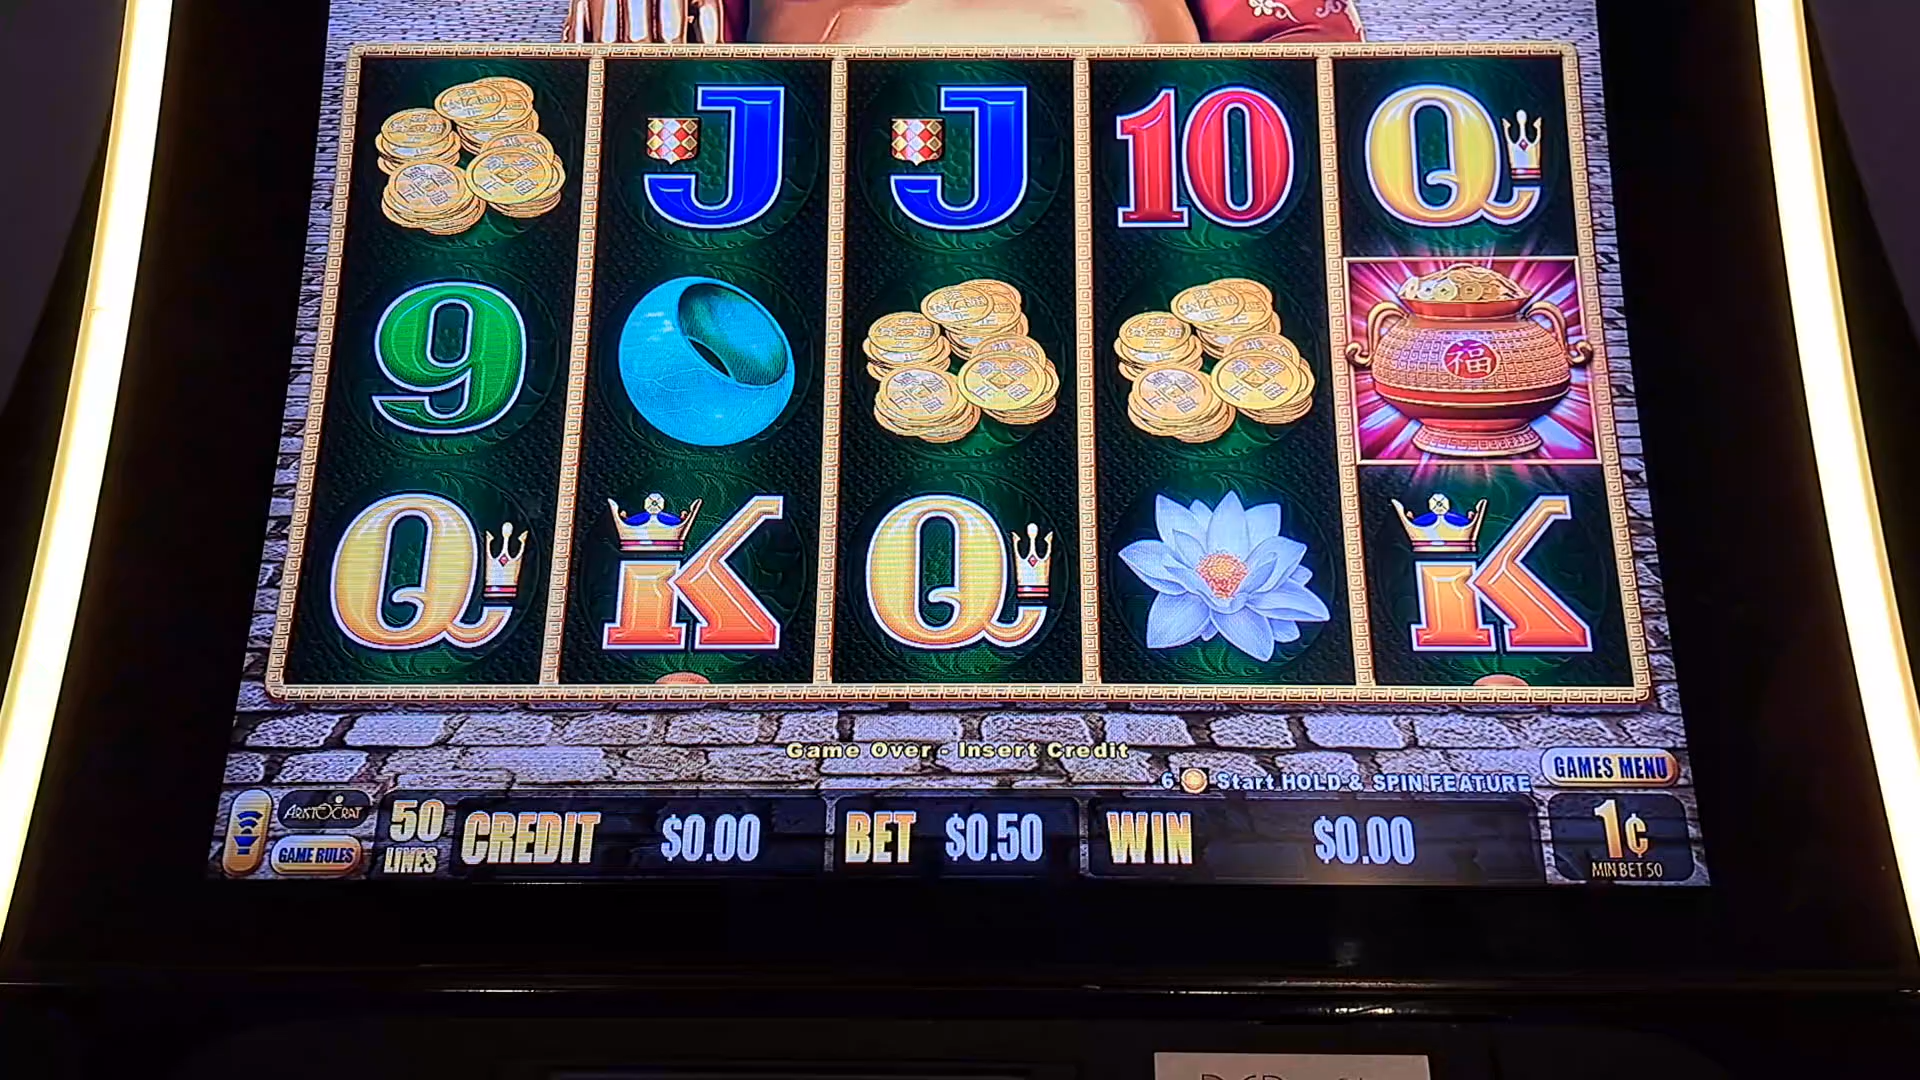 J
J
10
Q
9
福
Q
K
Q
K
Game Over - Insert Credit
6 Start HOLD & SPIN FEATURE
GAMES MENU
ARISTOCRAT
GAME RULES
50 LINES
CREDIT $0.00
BET $0.50
WIN $0.00
1¢
MIN BET 50